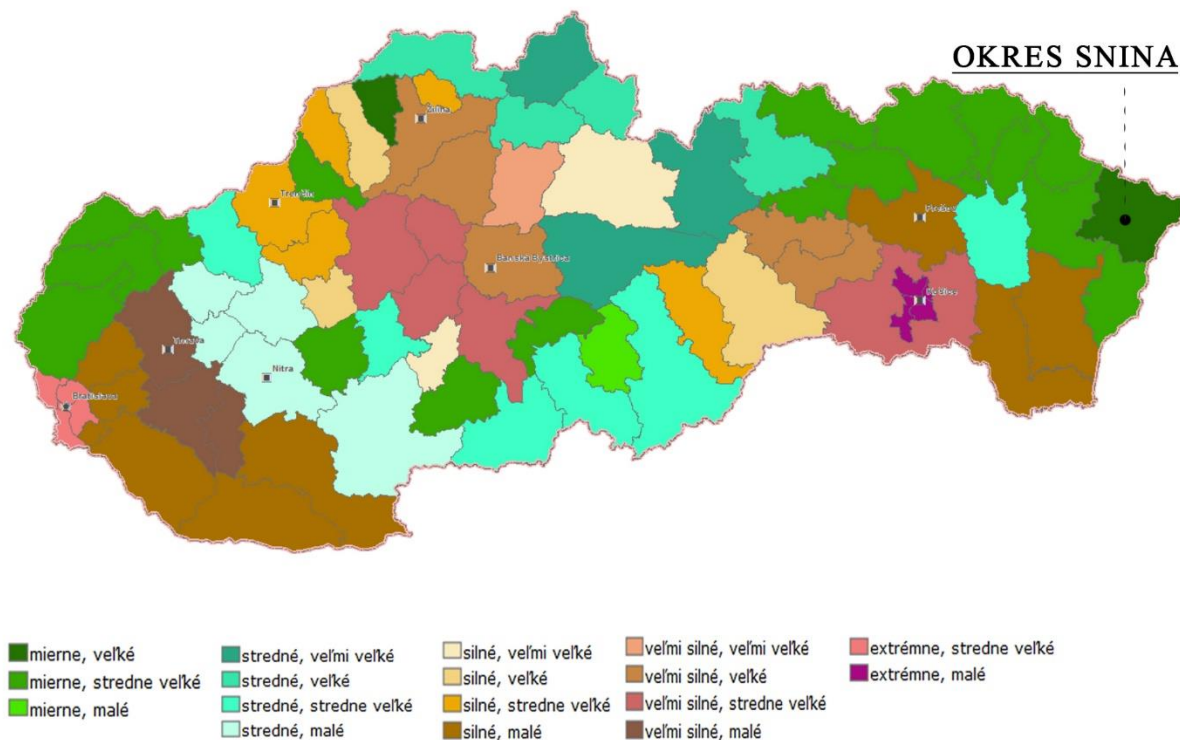 OKRES SNINA
Žilina
Trenčín
Prešov
Banská Bystrica
Košice
Trnava
Nitra
Bratislava
mierne, veľké
mierne, stredne veľké
mierne, malé
stredné, veľmi veľké
stredné, veľké
stredné, stredne veľké
stredné, malé
silné, veľmi veľké
silné, veľké
silné, stredne veľké
silné, malé
veľmi silné, veľmi veľké
veľmi silné, veľké
veľmi silné, stredne veľké
veľmi silné, malé
extrémne, stredne veľké
extrémne, malé